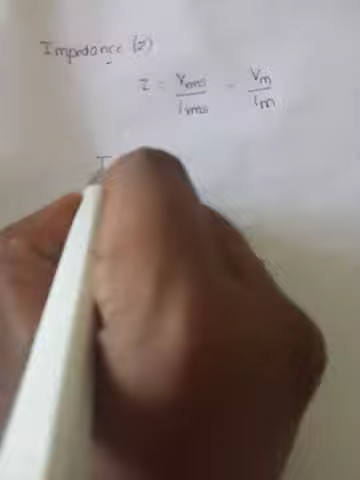 Impedance (z)
z = Vrms / Irms = Vm / Im
I